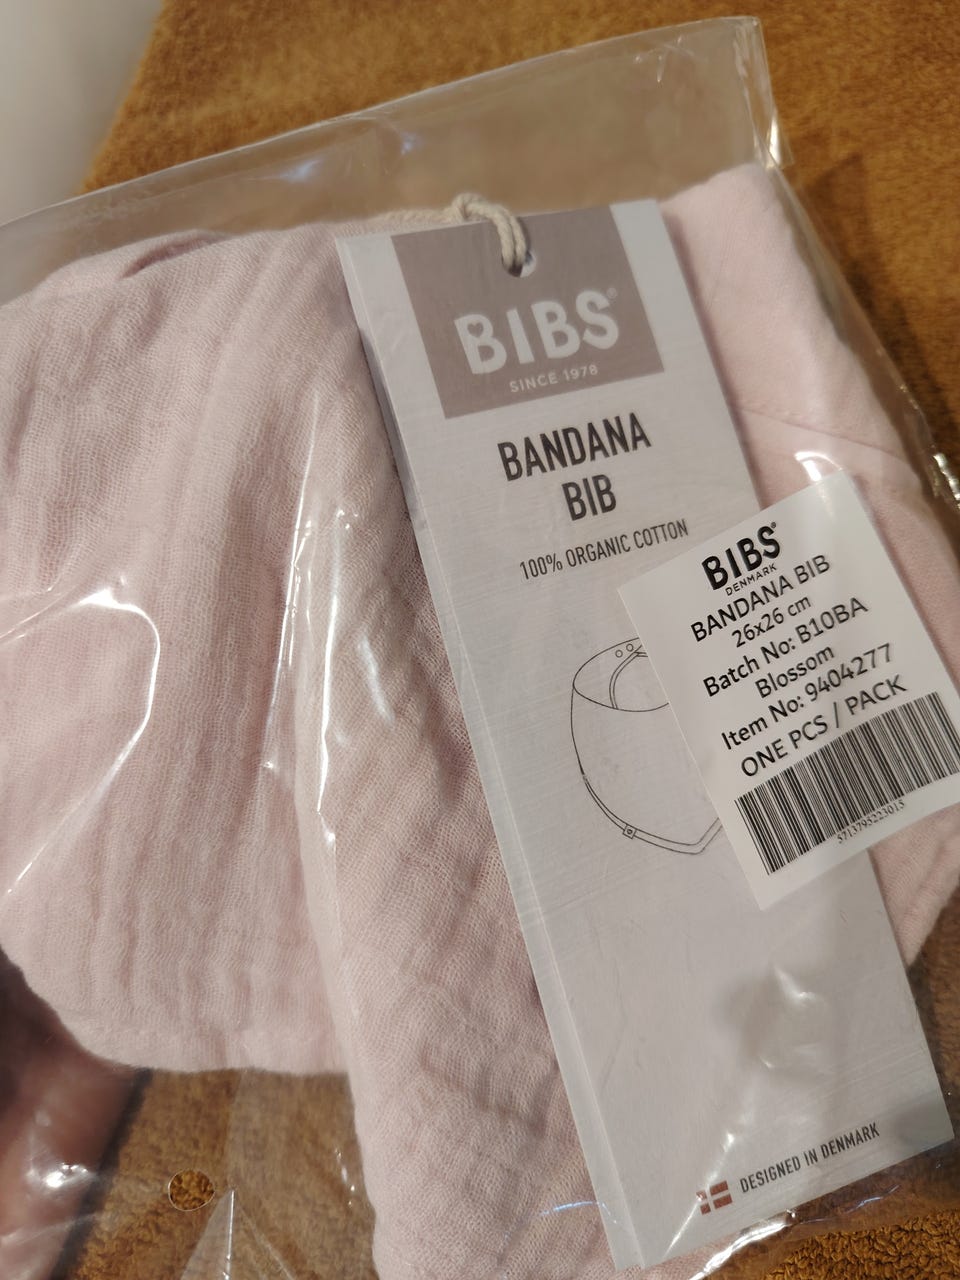 BIBS®
SINCE 1978
BANDANA
BIB
100% ORGANIC COTTON
BIBS®
DENMARK
BANDANA BIB
26x26 cm
Batch No: B10BA
Blossom
Item No: 9404277
ONE PCS / PACK
5713795223015
DESIGNED IN DENMARK